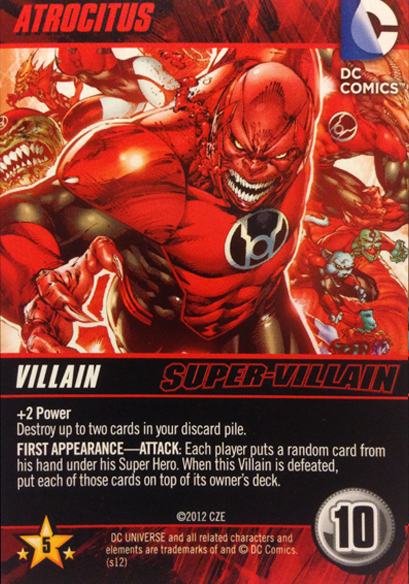 ATROCITUS
DC
COMICS™
VILLAIN
SUPER-VILLAIN
+2 Power
Destroy up to two cards in your discard pile.
FIRST APPEARANCE—ATTACK: Each player puts a random card from
his hand under his Super Hero. When this Villain is defeated,
put each of those cards on top of its owner's deck.
©2012 CZE
5
DC UNIVERSE and all related characters and
elements are trademarks of and © DC Comics.
(s12)
10